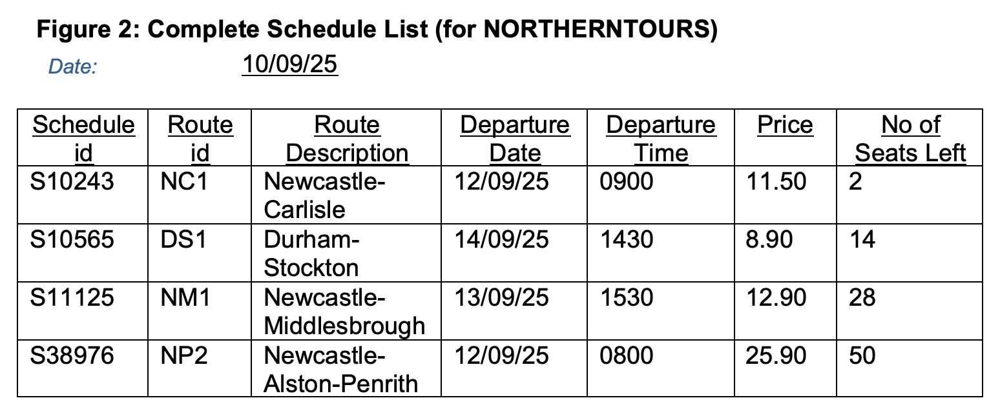 Figure 2: Complete Schedule List (for NORTHERNTOURS)
Date: 10/09/25
Schedule id Route id Route Description Departure Date Departure Time Price No of Seats Left
S10243 NC1 Newcastle-Carlisle 12/09/25 0900 11.50 2
S10565 DS1 Durham-Stockton 14/09/25 1430 8.90 14
S11125 NM1 Newcastle-Middlesbrough 13/09/25 1530 12.90 28
S38976 NP2 Newcastle-Alston-Penrith 12/09/25 0800 25.90 50